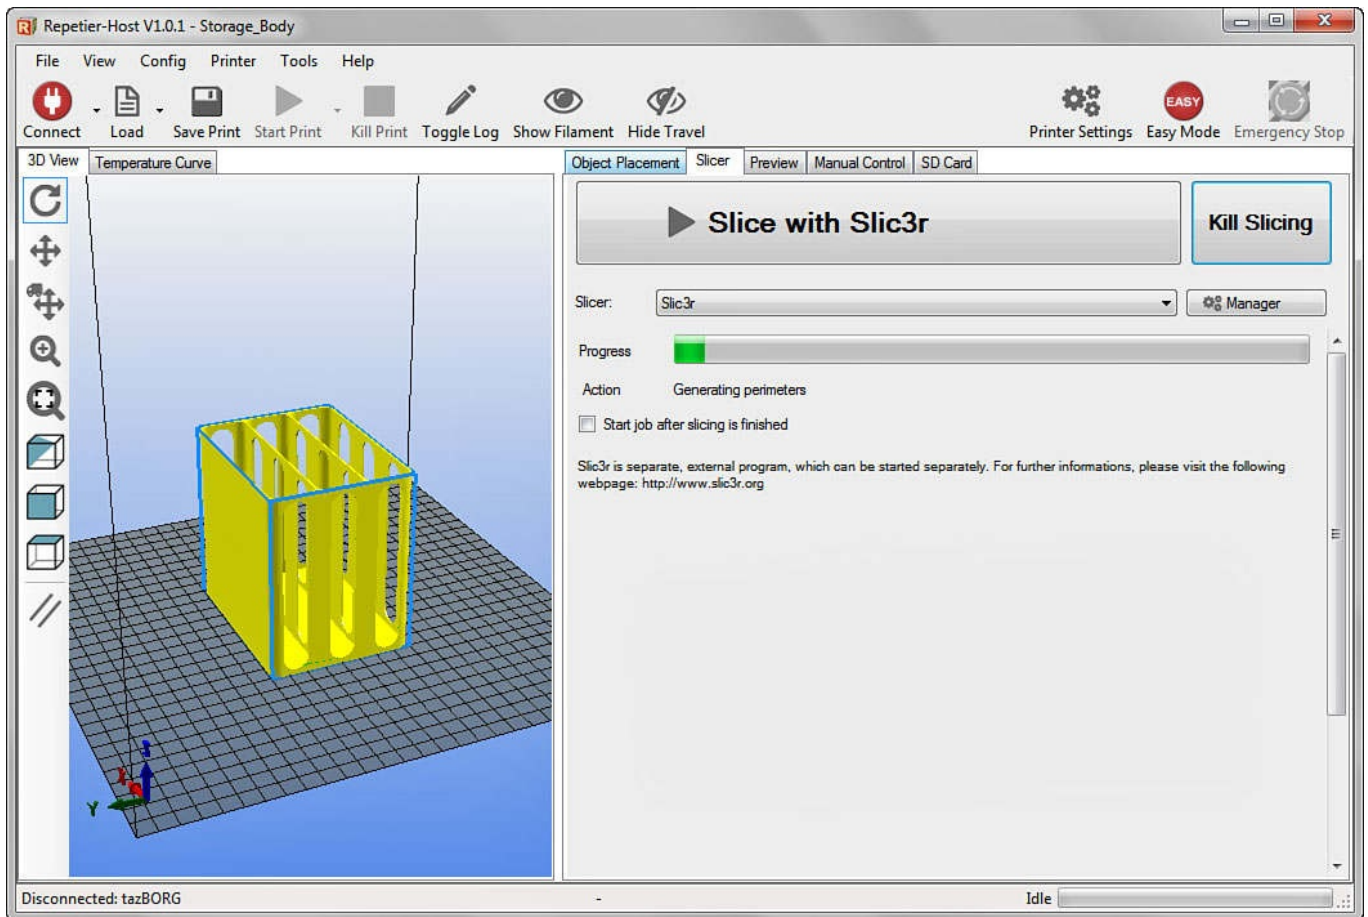 Repetier-Host V1.0.1 - Storage_Body
File View Config Printer Tools Help
Connect Load Save Print Start Print Kill Print Toggle Log Show Filament Hide Travel Printer Settings Easy Mode Emergency Stop
EASY
3D View Temperature Curve
Object Placement Slicer Preview Manual Control SD Card
Slice with Slic3r
Kill Slicing
Slicer: Slic3r Manager
Progress
Action Generating perimeters
Start job after slicing is finished
Slic3r is separate, external program, which can be started separately. For further informations, please visit the following
webpage: http://www.slic3r.org
Y
Disconnected: tazBORG - Idle